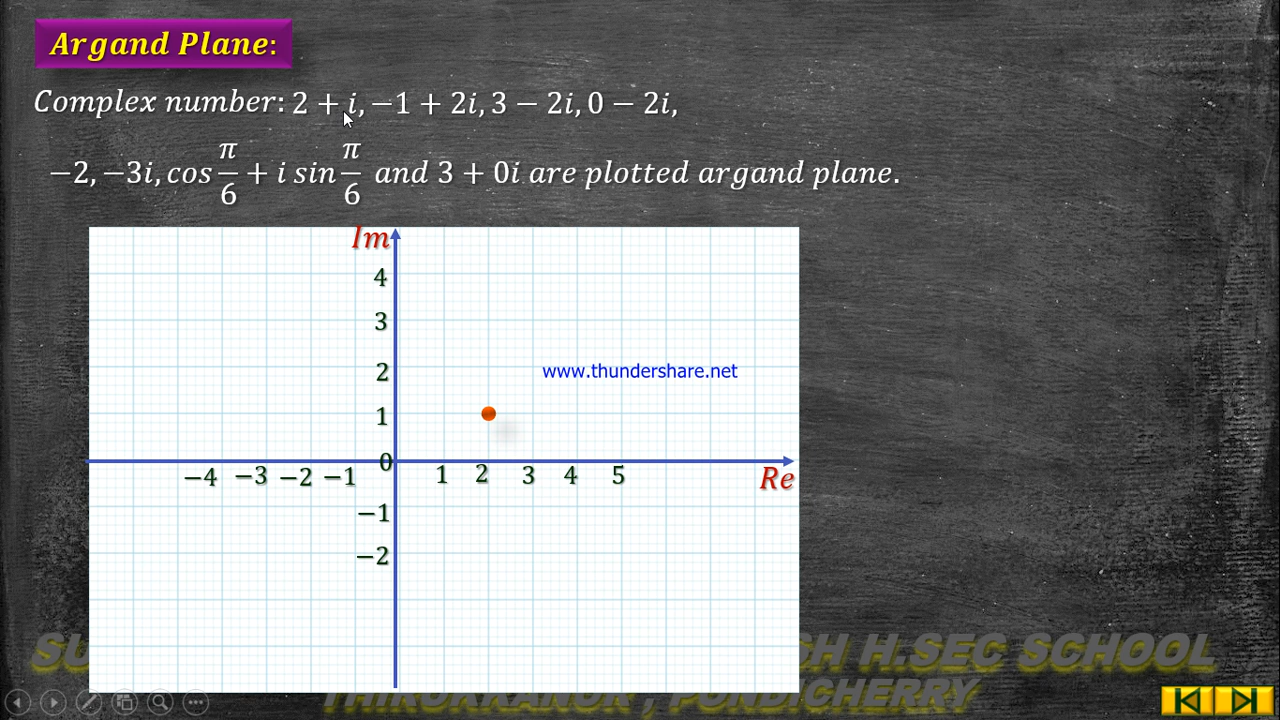 Argand Plane:
Complex number: 2 + i, −1 + 2i, 3 − 2i, 0 − 2i,
−2, −3i, cos π/6 + i sin π/6 and 3 + 0i are plotted argand plane.
Im
4
3
2
www.thundershare.net
1
0
−4 −3 −2 −1 1 2 3 4 5
Re
−1
−2
H.SEC SCHOOL
PONDICHERRY